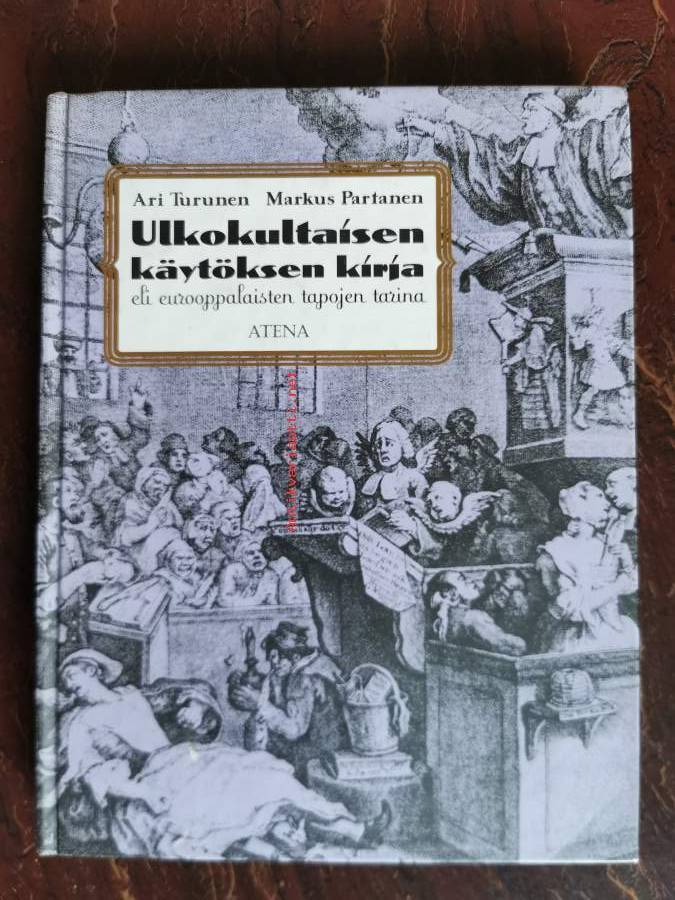 Ari Turunen Markus Partanen
Ulkokultaisen
käytöksen kirja
eli eurooppalaisten tapojen tarina
ATENA